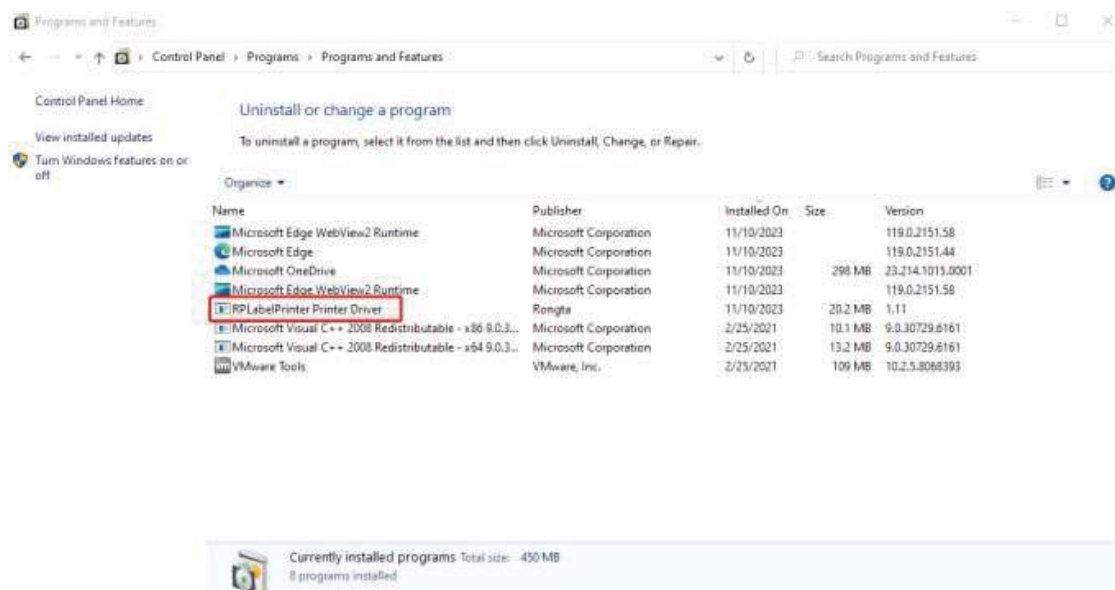 Programs and Features
Control Panel › Programs › Programs and Features
Search Programs and Features
Control Panel Home
View installed updates
Turn Windows features on or
off
Uninstall or change a program
To uninstall a program, select it from the list and then click Uninstall, Change, or Repair.
Organize
Name Publisher Installed On Size Version
Microsoft Edge WebView2 Runtime Microsoft Corporation 11/10/2023 119.0.2151.58
Microsoft Edge Microsoft Corporation 11/10/2023 119.0.2151.44
Microsoft OneDrive Microsoft Corporation 11/10/2023 298 MB 23.214.1015.0001
Microsoft Edge WebView2 Runtime Microsoft Corporation 11/10/2023 119.0.2151.58
RPLabelPrinter Printer Driver Rongta 11/10/2023 20.2 MB 1.11
Microsoft Visual C++ 2008 Redistributable - x86 9.0.3... Microsoft Corporation 2/25/2021 10.1 MB 9.0.30729.6161
Microsoft Visual C++ 2008 Redistributable - x64 9.0.3... Microsoft Corporation 2/25/2021 13.2 MB 9.0.30729.6161
VMware Tools VMware, Inc. 2/25/2021 109 MB 10.2.5.8068393
Currently installed programs Total size: 450 MB
8 programs installed